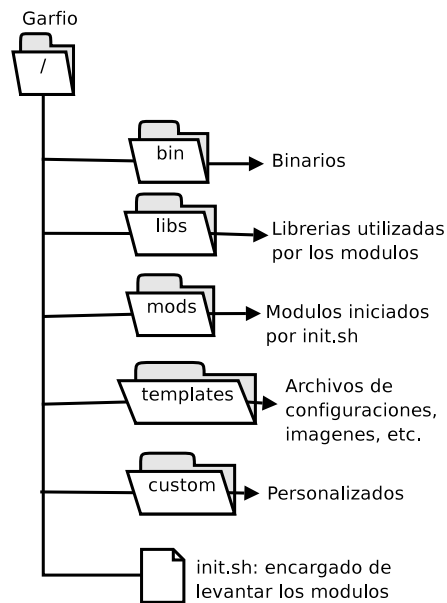 Garfio
/
bin
Binarios
libs
Librerias utilizadas
por los modulos
mods
Modulos iniciados
por init.sh
templates
Archivos de
configuraciones,
imagenes, etc.
custom
Personalizados
init.sh: encargado de
levantar los modulos